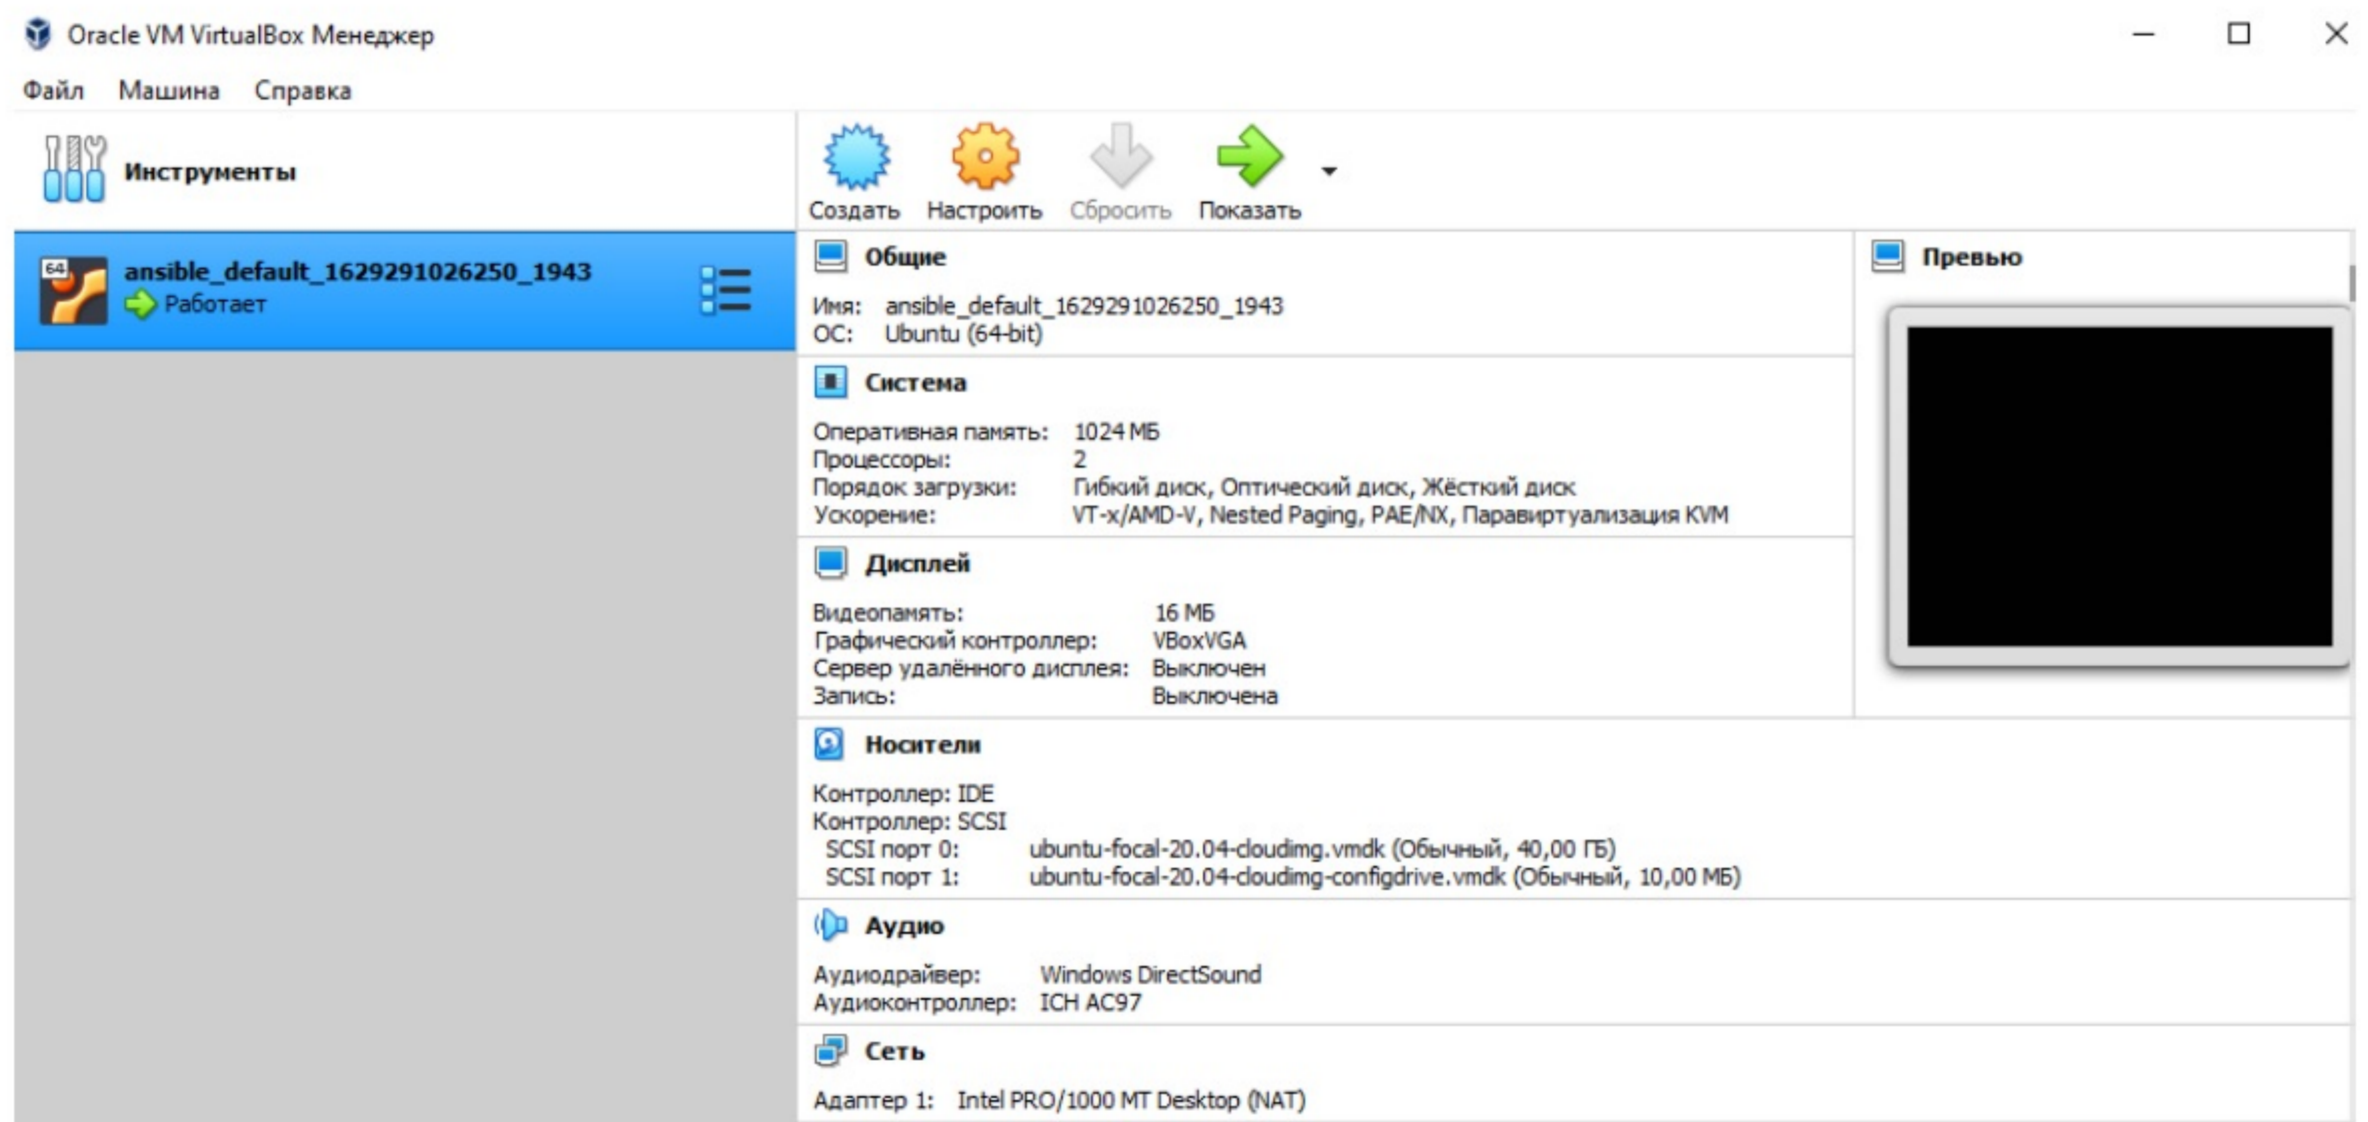 Oracle VM VirtualBox Менеджер
Файл Машина Справка
Инструменты
Создать Настроить Сбросить Показать
64
ansible_default_1629291026250_1943
Работает
Общие
Имя: ansible_default_1629291026250_1943
ОС: Ubuntu (64-bit)
Превью
Система
Оперативная память: 1024 МБ
Процессоры: 2
Порядок загрузки: Гибкий диск, Оптический диск, Жёсткий диск
Ускорение: VT-x/AMD-V, Nested Paging, PAE/NX, Паравиртуализация KVM
Дисплей
Видеопамять: 16 МБ
Графический контроллер: VBoxVGA
Сервер удалённого дисплея: Выключен
Запись: Выключена
Носители
Контроллер: IDE
Контроллер: SCSI
SCSI порт 0: ubuntu-focal-20.04-cloudimg.vmdk (Обычный, 40,00 ГБ)
SCSI порт 1: ubuntu-focal-20.04-cloudimg-configdrive.vmdk (Обычный, 10,00 МБ)
Аудио
Аудиодрайвер: Windows DirectSound
Аудиоконтроллер: ICH AC97
Сеть
Адаптер 1: Intel PRO/1000 MT Desktop (NAT)